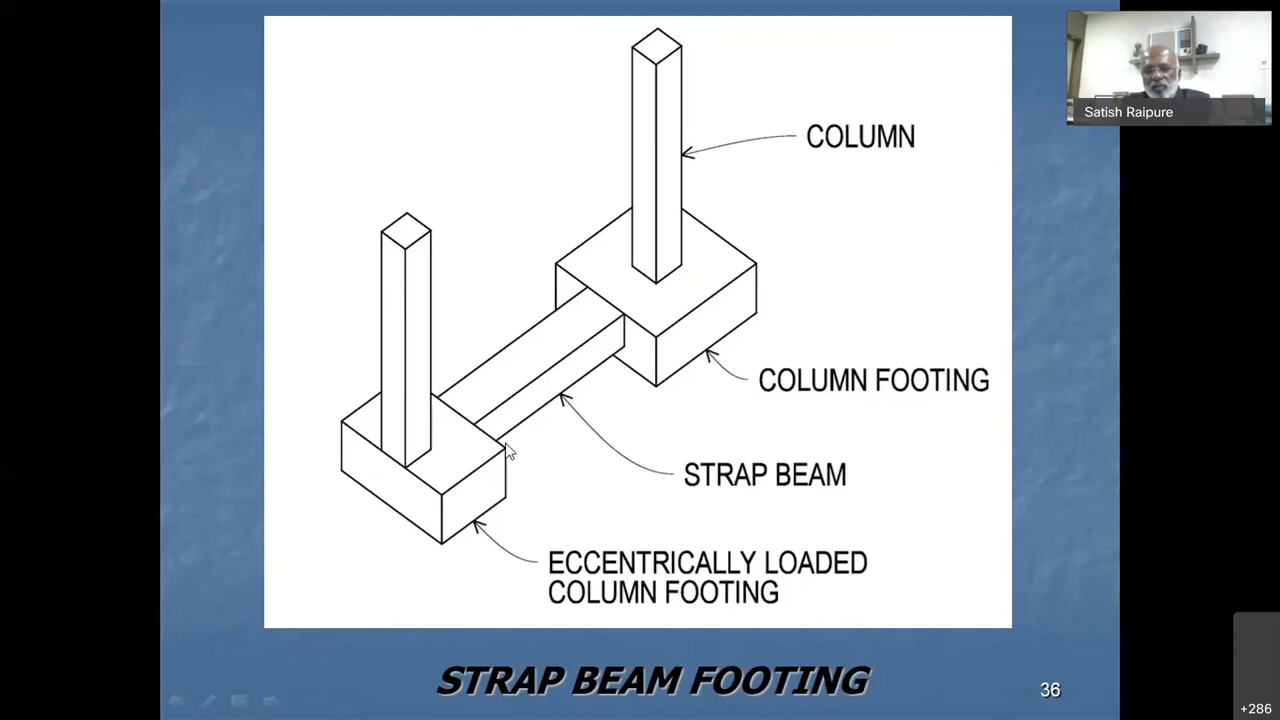 Satish Raipure
COLUMN
COLUMN FOOTING
STRAP BEAM
ECCENTRICALLY LOADED
COLUMN FOOTING
STRAP BEAM FOOTING
36
+286